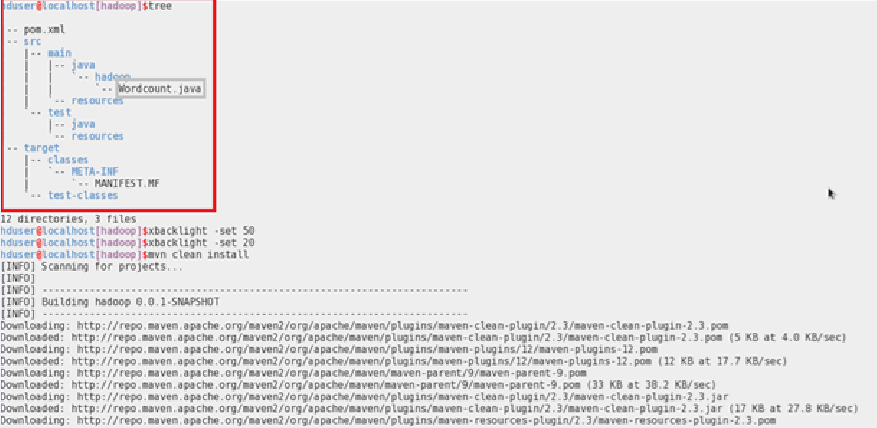 hduser@localhost[hadoop]$tree
-- pom.xml
-- src
|-- main
| |-- java
| | `-- hadoop
| | `-- Wordcount.java
| `-- resources
`-- test
|-- java
`-- resources
-- target
|-- classes
| `-- META-INF
| `-- MANIFEST.MF
`-- test-classes
12 directories, 3 files
hduser@localhost[hadoop]$xbacklight -set 50
hduser@localhost[hadoop]$xbacklight -set 20
hduser@localhost[hadoop]$mvn clean install
[INFO] Scanning for projects...
[INFO]
[INFO] ------------------------------------------------------------------------
[INFO] Building hadoop 0.0.1-SNAPSHOT
[INFO] ------------------------------------------------------------------------
Downloading: http://repo.maven.apache.org/maven2/org/apache/maven/plugins/maven-clean-plugin/2.3/maven-clean-plugin-2.3.pom
Downloaded: http://repo.maven.apache.org/maven2/org/apache/maven/plugins/maven-clean-plugin/2.3/maven-clean-plugin-2.3.pom (5 KB at 4.0 KB/sec)
Downloading: http://repo.maven.apache.org/maven2/org/apache/maven/plugins/maven-plugins/12/maven-plugins-12.pom
Downloaded: http://repo.maven.apache.org/maven2/org/apache/maven/plugins/maven-plugins/12/maven-plugins-12.pom (12 KB at 17.7 KB/sec)
Downloading: http://repo.maven.apache.org/maven2/org/apache/maven/maven-parent/9/maven-parent-9.pom
Downloaded: http://repo.maven.apache.org/maven2/org/apache/maven/maven-parent/9/maven-parent-9.pom (33 KB at 38.2 KB/sec)
Downloading: http://repo.maven.apache.org/maven2/org/apache/maven/plugins/maven-clean-plugin/2.3/maven-clean-plugin-2.3.jar
Downloaded: http://repo.maven.apache.org/maven2/org/apache/maven/plugins/maven-clean-plugin/2.3/maven-clean-plugin-2.3.jar (17 KB at 27.8 KB/sec)
Downloading: http://repo.maven.apache.org/maven2/org/apache/maven/plugins/maven-resources-plugin/2.3/maven-resources-plugin-2.3.pom